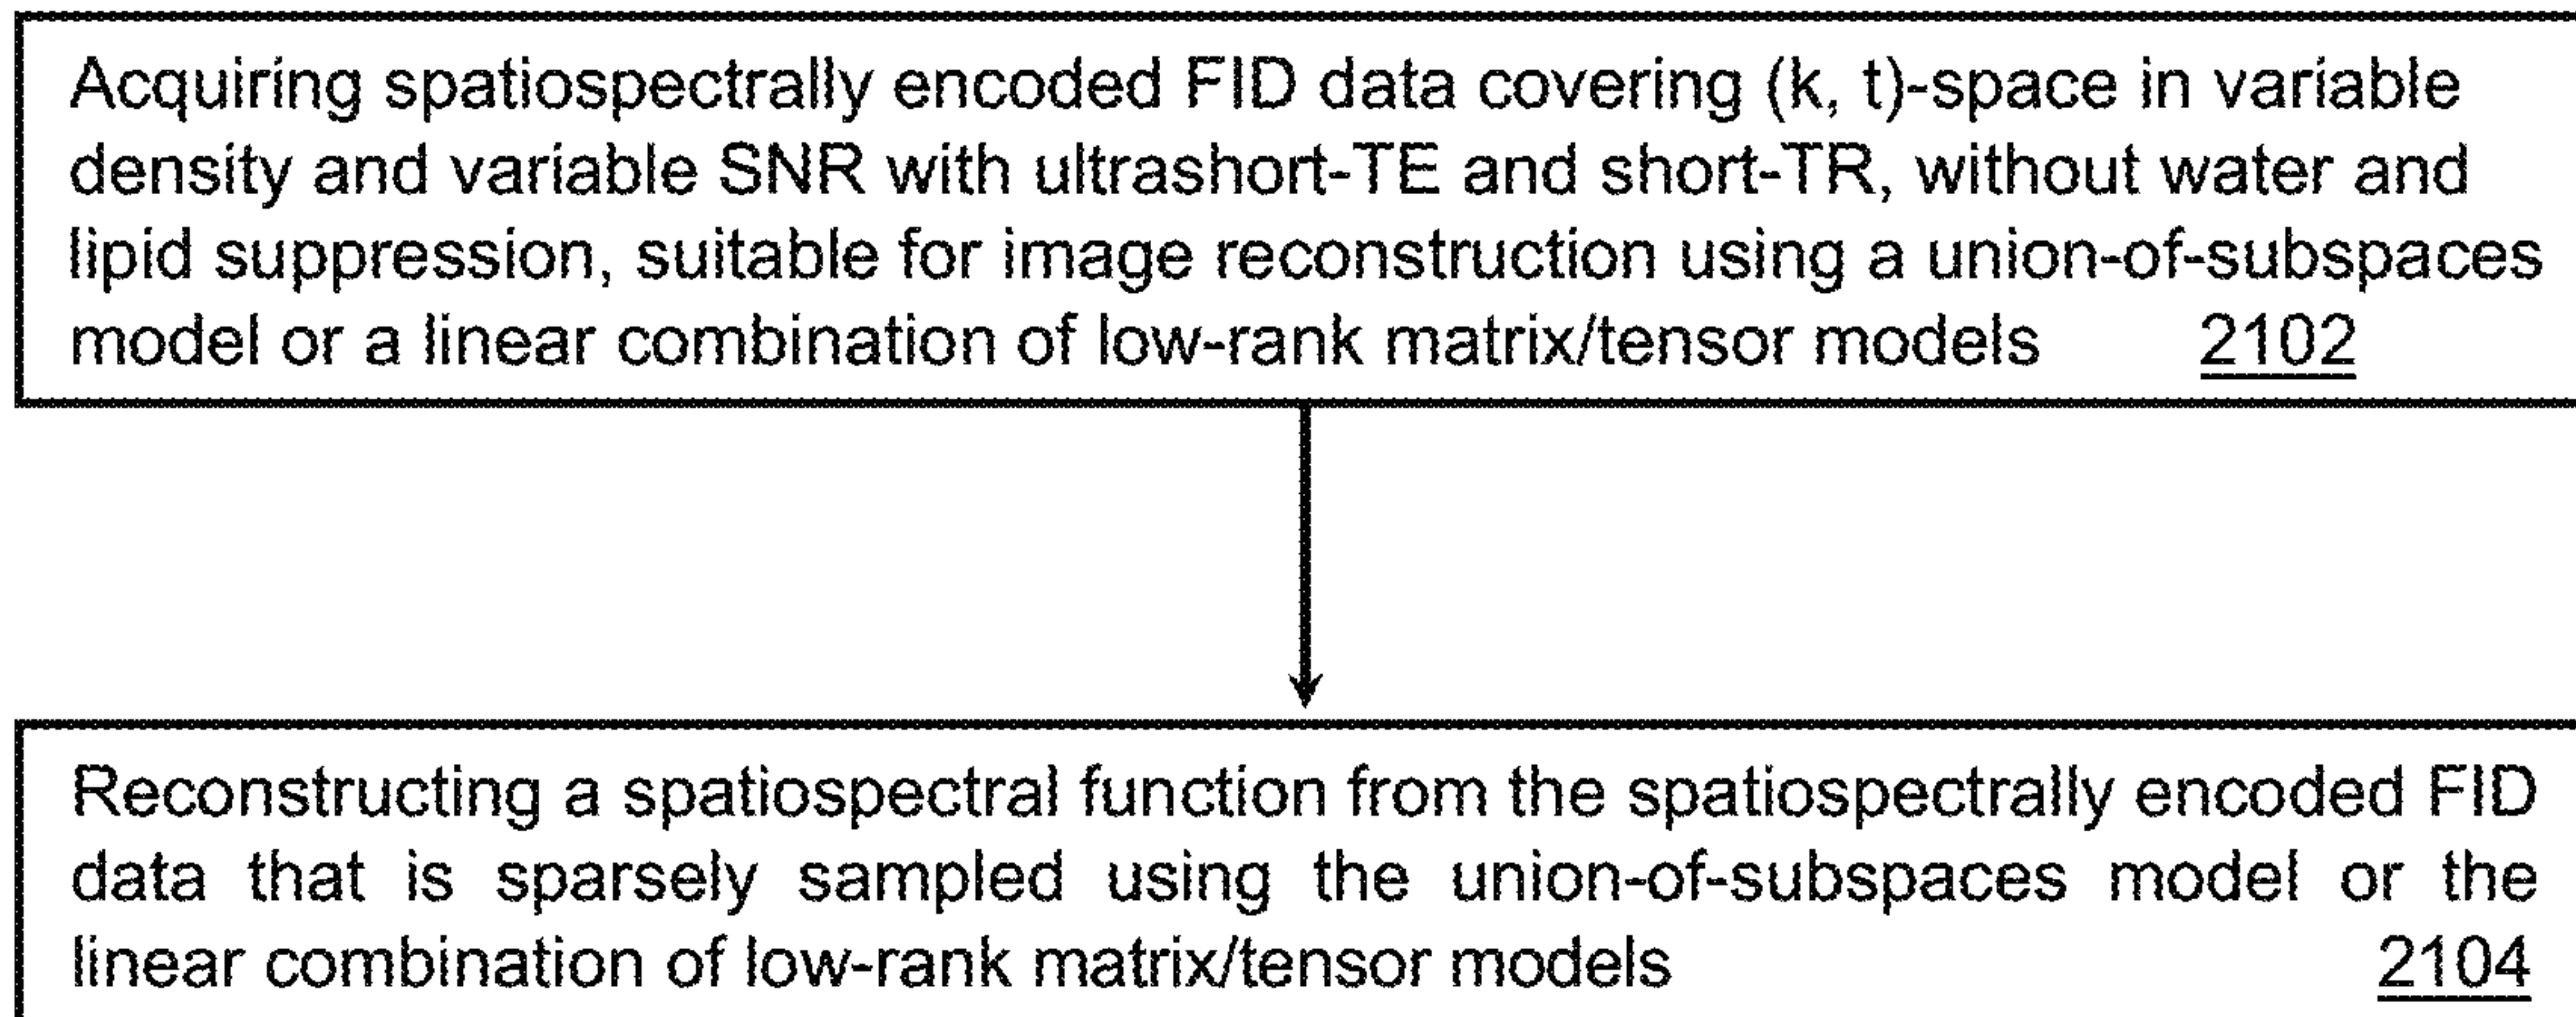 Acquiring spatiospectrally encoded FID data covering (k, t)-space in variable
density and variable SNR with ultrashort-TE and short-TR, without water and
lipid suppression, suitable for image reconstruction using a union-of-subspaces
model or a linear combination of low-rank matrix/tensor models 2102
Reconstructing a spatiospectral function from the spatiospectrally encoded FID
data that is sparsely sampled using the union-of-subspaces model or the
linear combination of low-rank matrix/tensor models 2104